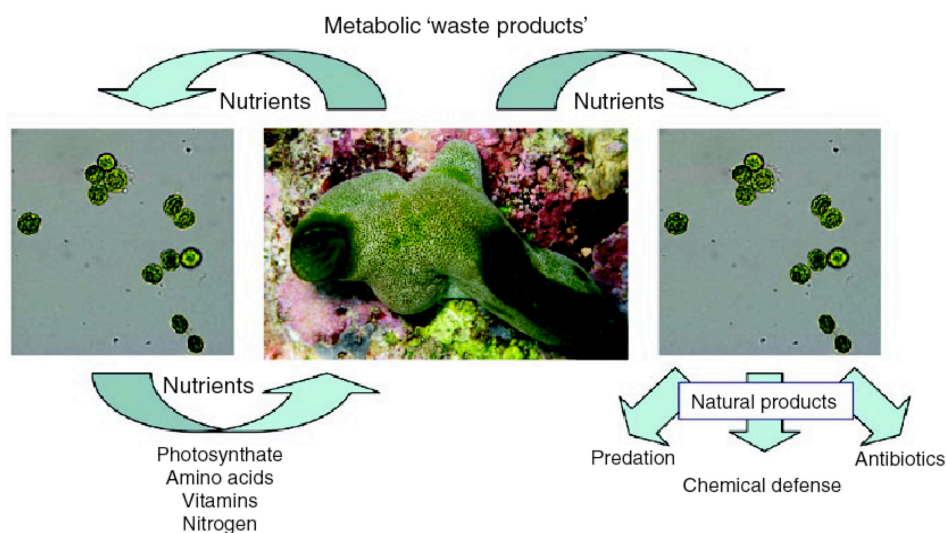 Metabolic ‘waste products’
Nutrients
Nutrients
Nutrients
Photosynthate
Amino acids
Vitamins
Nitrogen
Natural products
Predation
Antibiotics
Chemical defense